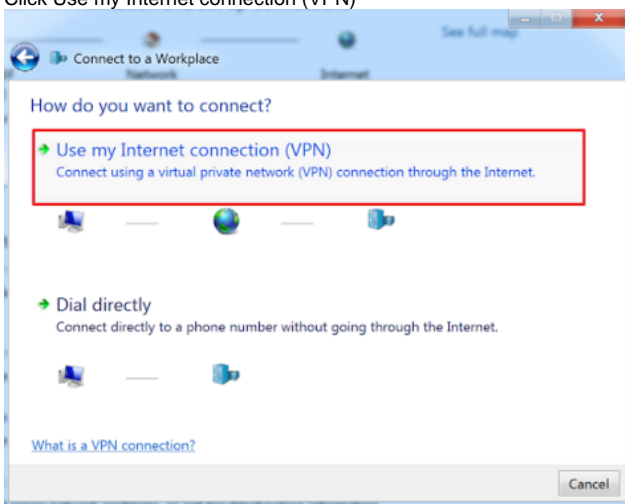 Click Use my Internet connection (VPN)
See full map
Connect to a Workplace
Network
Internet
How do you want to connect?
Use my Internet connection (VPN)
Connect using a virtual private network (VPN) connection through the Internet.
Dial directly
Connect directly to a phone number without going through the Internet.
What is a VPN connection?
Cancel